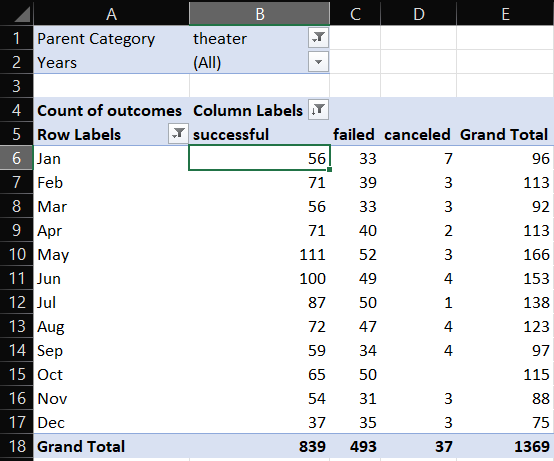 A B C D E
1 Parent Category theater
2 Years (All)
3
4 Count of outcomes Column Labels
5 Row Labels successful failed canceled Grand Total
6 Jan 56 33 7 96
7 Feb 71 39 3 113
8 Mar 56 33 3 92
9 Apr 71 40 2 113
10 May 111 52 3 166
11 Jun 100 49 4 153
12 Jul 87 50 1 138
13 Aug 72 47 4 123
14 Sep 59 34 4 97
15 Oct 65 50 115
16 Nov 54 31 3 88
17 Dec 37 35 3 75
18 Grand Total 839 493 37 1369